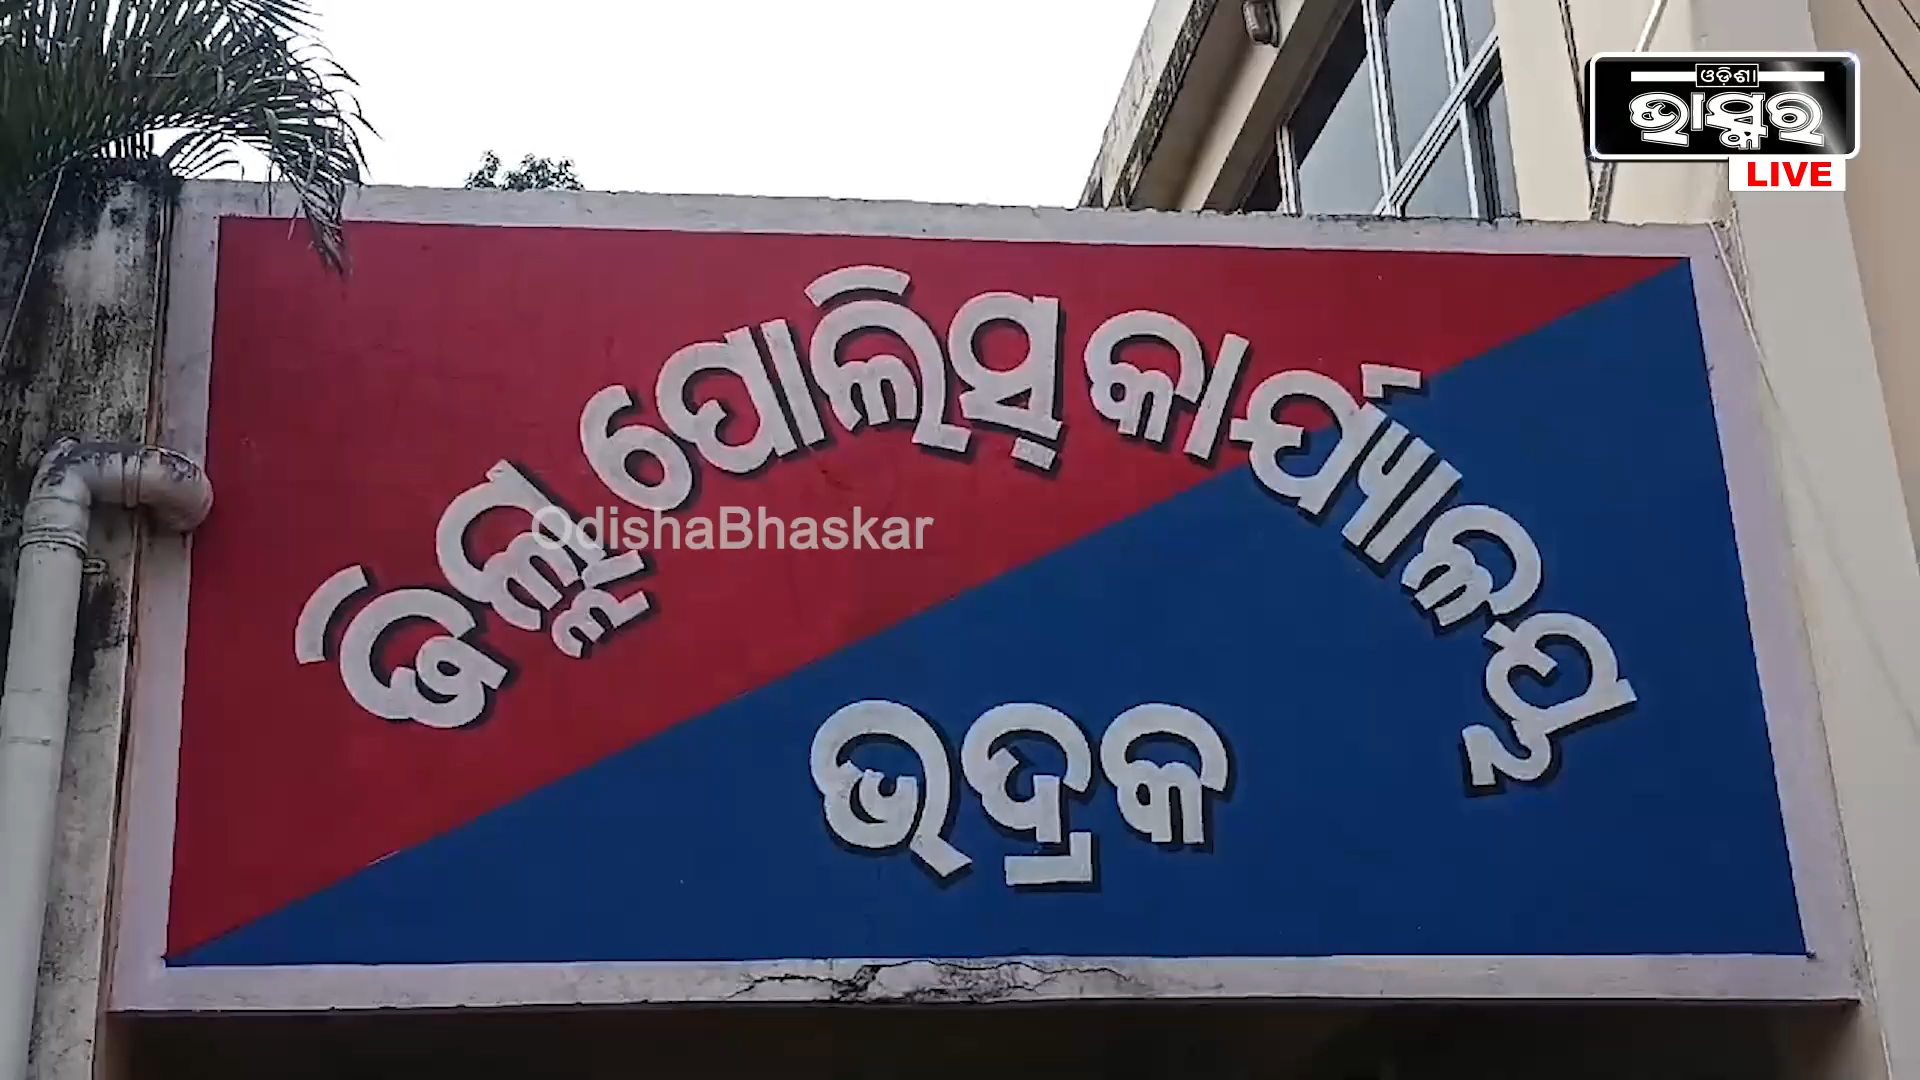 ଓଡ଼ିଶା
ଭାସ୍କର
LIVE
ଜିଲ୍ଲା ପୋଲିସ୍ କାର୍ଯ୍ୟାଳୟ
OdishaBhaskar
ଭଦ୍ରକ